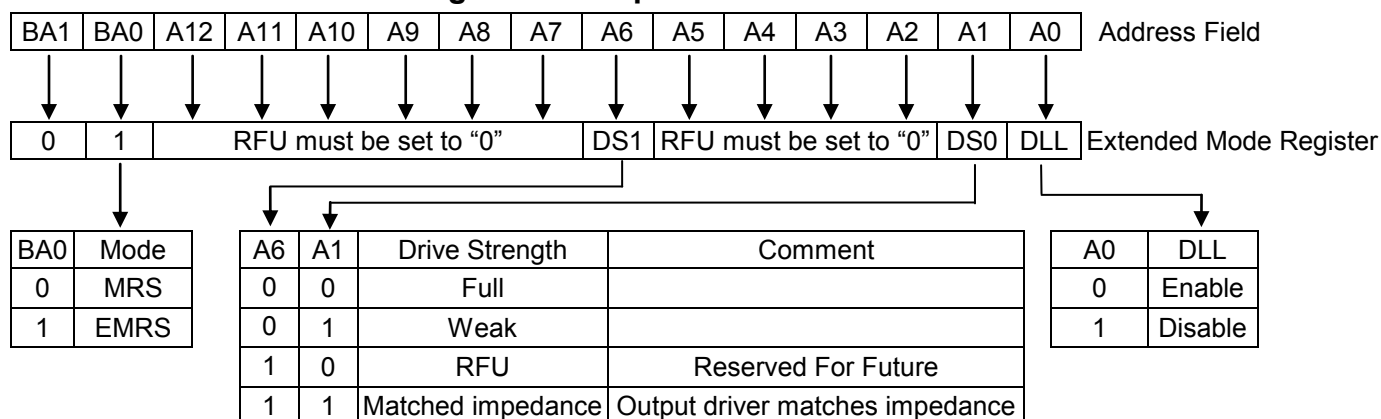 BA1 BA0 A12 A11 A10 A9 A8 A7 A6 A5 A4 A3 A2 A1 A0 Address Field
0 1 RFU must be set to “0” DS1 RFU must be set to “0” DS0 DLL Extended Mode Register
BA0 Mode
0 MRS
1 EMRS
A6 A1 Drive Strength Comment
0 0 Full
0 1 Weak
1 0 RFU Reserved For Future
1 1 Matched impedance Output driver matches impedance
A0 DLL
0 Enable
1 Disable